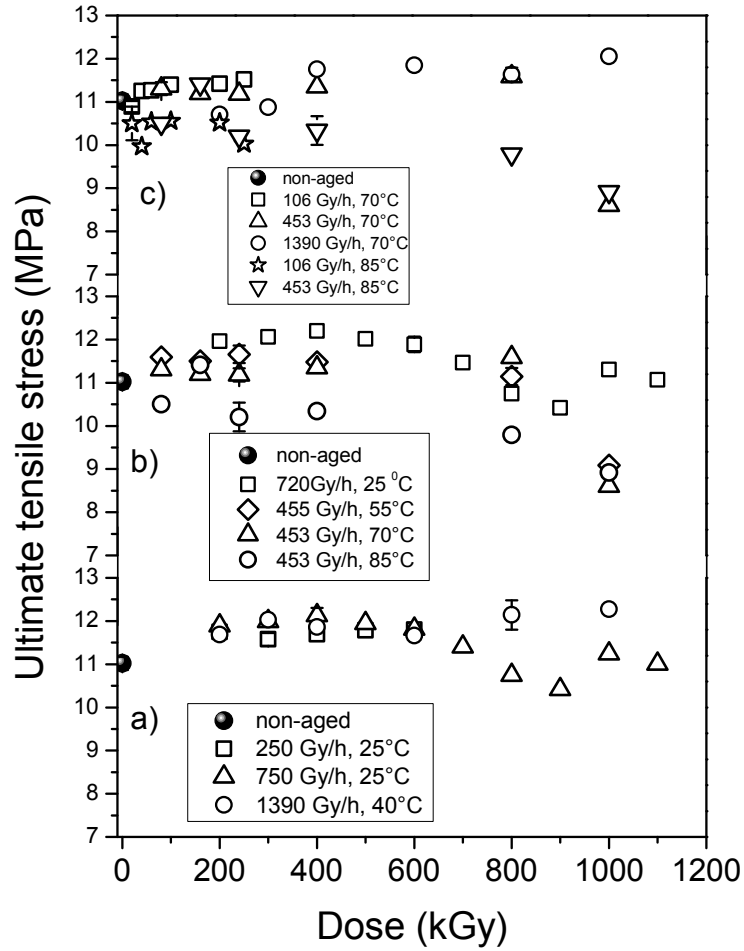 13
12
11
10
9
8
7
c)
non-aged
106 Gy/h, 70°C
453 Gy/h, 70°C
1390 Gy/h, 70°C
106 Gy/h, 85°C
453 Gy/h, 85°C
13
12
11
10
9
8
7
b)
non-aged
720Gy/h, 25 ⁰C
455 Gy/h, 55°C
453 Gy/h, 70°C
453 Gy/h, 85°C
13
12
11
10
9
8
7
a)
non-aged
250 Gy/h, 25°C
750 Gy/h, 25°C
1390 Gy/h, 40°C
Ultimate tensile stress (MPa)
0 200 400 600 800 1000 1200
Dose (kGy)